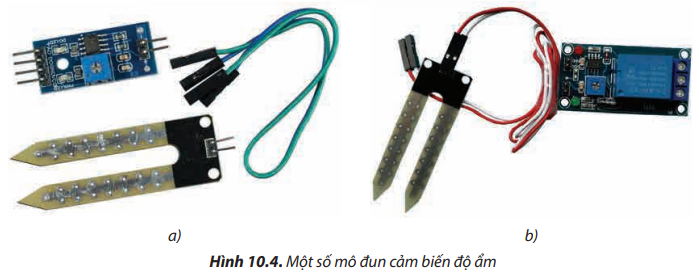 a)
b)
Hình 10.4. Một số mô đun cảm biến độ ẩm